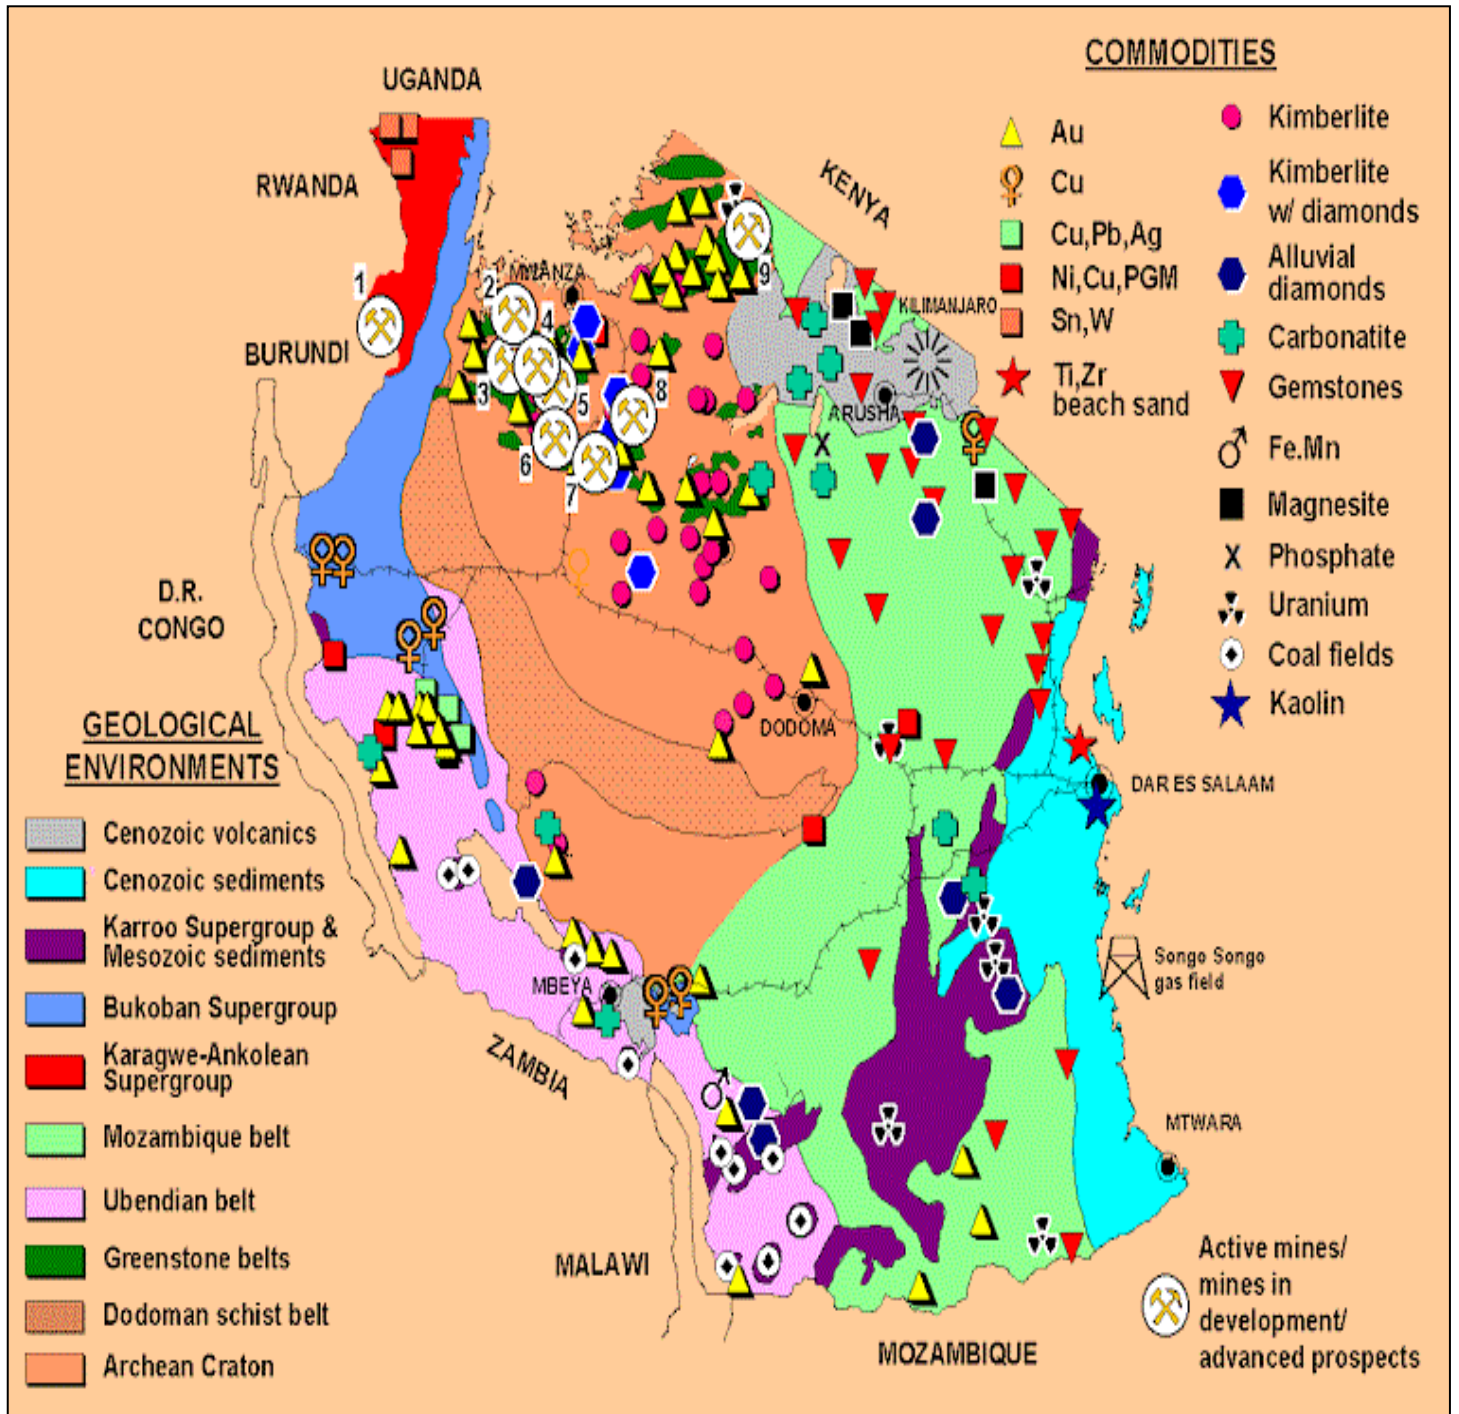 COMMODITIES
Au
Cu
Cu,Pb,Ag
Ni,Cu,PGM
Sn,W
Ti,Zr
beach sand
Kimberlite
Kimberlite
w/ diamonds
Alluvial
diamonds
Carbonatite
Gemstones
Fe.Mn
Magnesite
X
Phosphate
Uranium
Coal fields
Kaolin
UGANDA
RWANDA
KENYA
BURUNDI
1
2
3
4
5
6
7
8
9
KILIMANJARO
ARUSHA
X
D.R.
CONGO
DODOMA
DAR ES SALAAM
MBEYA
ZAMBIA
Songo Songo
gas field
MTWARA
MALAWI
MOZAMBIQUE
GEOLOGICAL
ENVIRONMENTS
Cenozoic volcanics
Cenozoic sediments
Karroo Supergroup &
Mesozoic sediments
Bukoban Supergroup
Karagwe-Ankolean
Supergroup
Mozambique belt
Ubendian belt
Greenstone belts
Dodoman schist belt
Archean Craton
Active mines/
mines in
development/
advanced prospects